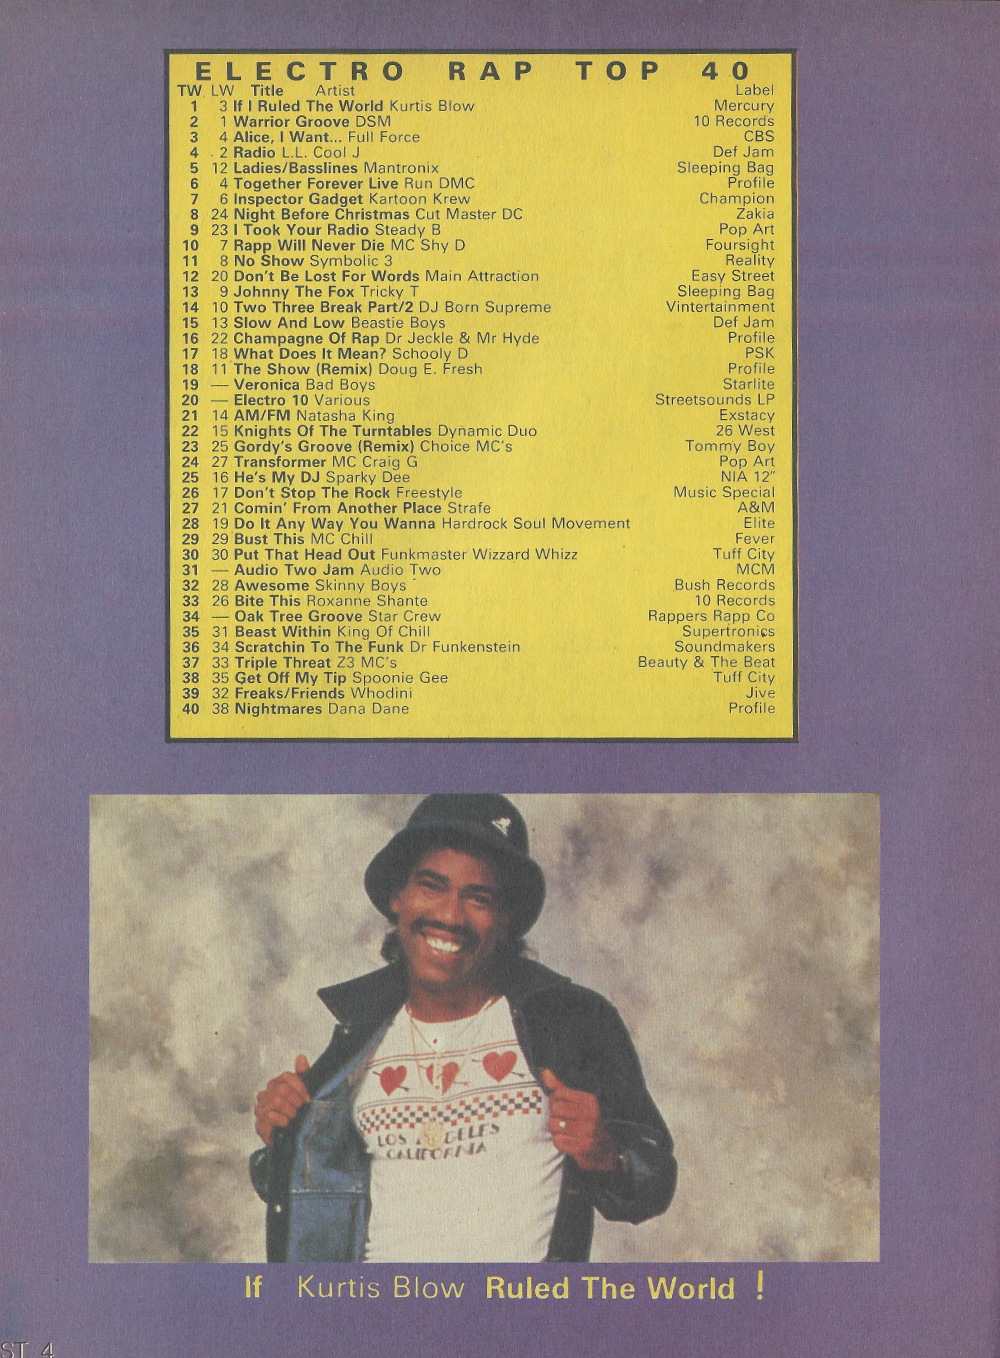 ELECTRO RAP TOP 40
TW LW Title Artist Label
1 3 If I Ruled The World Kurtis Blow Mercury
2 1 Warrior Groove DSM 10 Records
3 4 Alice, I Want... Full Force CBS
4 2 Radio L.L. Cool J Def Jam
5 12 Ladies/Basslines Mantronix Sleeping Bag
6 4 Together Forever Live Run DMC Profile
7 6 Inspector Gadget Kartoon Krew Champion
8 24 Night Before Christmas Cut Master DC Zakia
9 23 I Took Your Radio Steady B Pop Art
10 7 Rapp Will Never Die MC Shy D Foursight
11 8 No Show Symbolic 3 Reality
12 20 Don't Be Lost For Words Main Attraction Easy Street
13 9 Johnny The Fox Tricky T Sleeping Bag
14 10 Two Three Break Part/2 DJ Born Supreme Vintertainment
15 13 Slow And Low Beastie Boys Def Jam
16 22 Champagne Of Rap Dr Jeckle & Mr Hyde Profile
17 18 What Does It Mean? Schooly D PSK
18 11 The Show (Remix) Doug E. Fresh Profile
19 — Veronica Bad Boys Starlite
20 — Electro 10 Various Streetsounds LP
21 14 AM/FM Natasha King Exstacy
22 15 Knights Of The Turntables Dynamic Duo 26 West
23 25 Gordy's Groove (Remix) Choice MC's Tommy Boy
24 27 Transformer MC Craig G Pop Art
25 16 He's My DJ Sparky Dee NIA 12"
26 17 Don't Stop The Rock Freestyle Music Special
27 21 Comin' From Another Place Strafe A&M
28 19 Do It Any Way You Wanna Hardrock Soul Movement Elite
29 29 Bust This MC Chill Fever
30 30 Put That Head Out Funkmaster Wizzard Whizz Tuff City
31 — Audio Two Jam Audio Two MCM
32 28 Awesome Skinny Boys Bush Records
33 26 Bite This Roxanne Shante 10 Records
34 — Oak Tree Groove Star Crew Rappers Rapp Co
35 31 Beast Within King Of Chill Supertronics
36 34 Scratchin To The Funk Dr Funkenstein Soundmakers
37 33 Triple Threat Z3 MC's Beauty & The Beat
38 35 Get Off My Tip Spoonie Gee Tuff City
39 32 Freaks/Friends Whodini Jive
40 38 Nightmares Dana Dane Profile
LOS ANGELES
CALIFORNIA
If Kurtis Blow Ruled The World !
ST 4